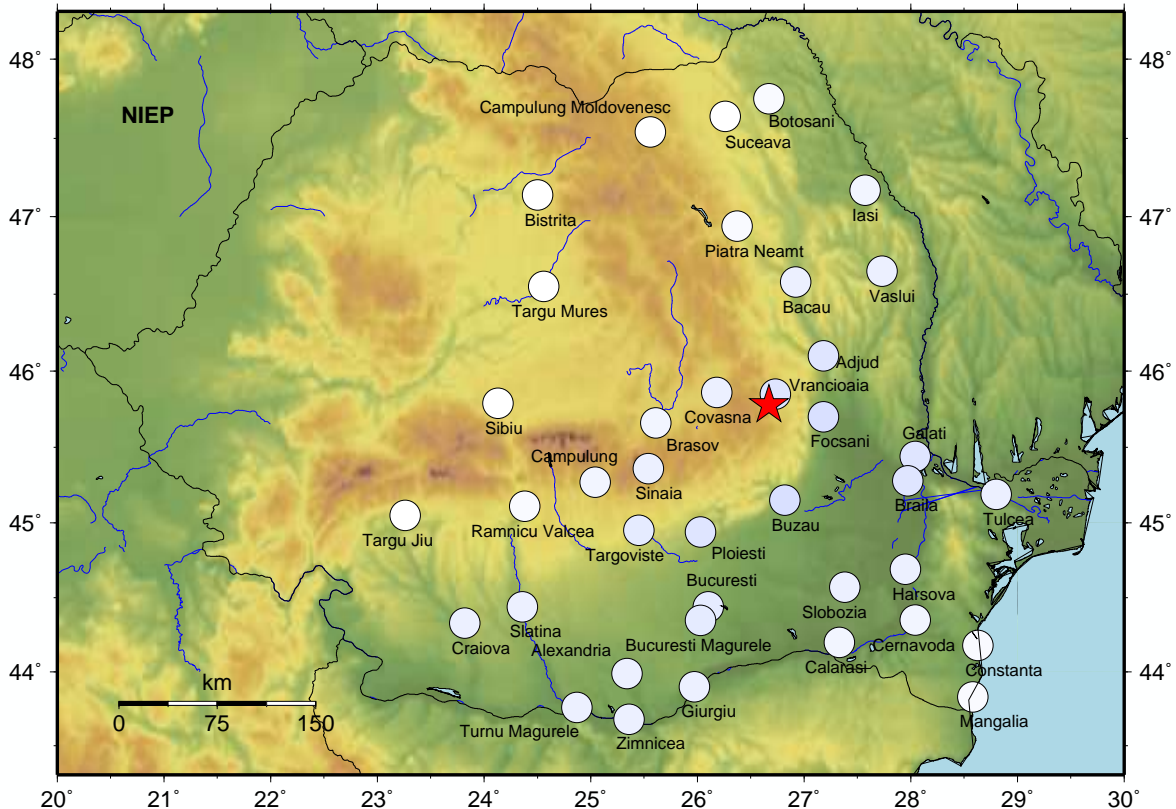 48˚
48˚
NIEP
Campulung Moldovenesc
Botosani
Suceava
47˚
47˚
Iasi
Bistrita
Piatra Neamt
Vaslui
Bacau
Targu Mures
46˚
46˚
Adjud
Vrancioaia
Covasna
Sibiu
Focsani
Brasov
Galati
Campulung
Sinaia
Braila
45˚
45˚
Tulcea
Buzau
Ramnicu Valcea
Targu Jiu
Targoviste
Ploiesti
Bucuresti
Harsova
Slobozia
Slatina
Craiova
Alexandria
Bucuresti Magurele
Cernavoda
Calarasi
Constanta
44˚
44˚
km
0 75 150
Giurgiu
Mangalia
Turnu Magurele
Zimnicea
20˚ 21˚ 22˚ 23˚ 24˚ 25˚ 26˚ 27˚ 28˚ 29˚ 30˚